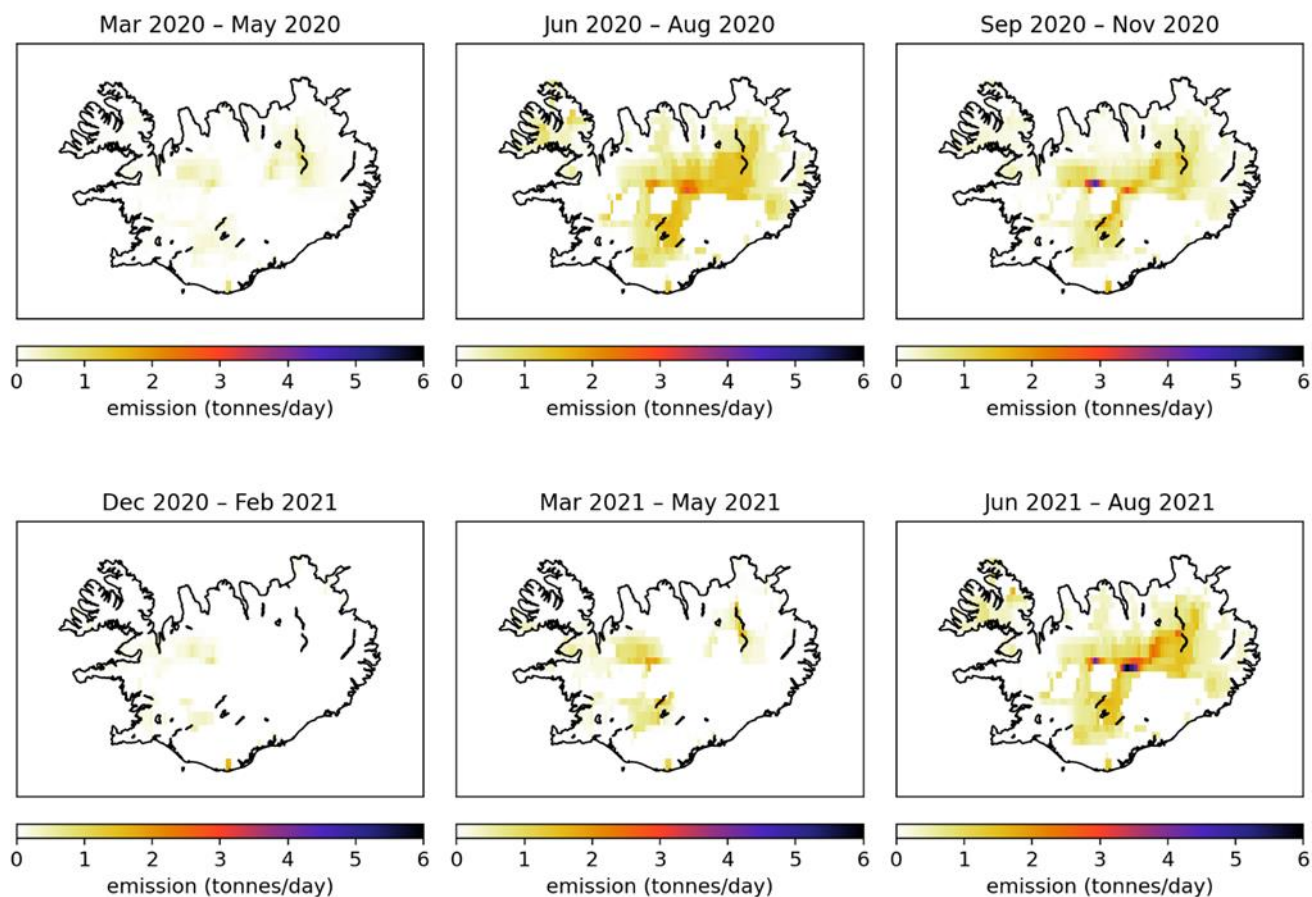 Mar 2020 – May 2020
Jun 2020 – Aug 2020
Sep 2020 – Nov 2020
0 1 2 3 4 5 6
emission (tonnes/day)
0 1 2 3 4 5 6
emission (tonnes/day)
0 1 2 3 4 5 6
emission (tonnes/day)
Dec 2020 – Feb 2021
Mar 2021 – May 2021
Jun 2021 – Aug 2021
0 1 2 3 4 5 6
emission (tonnes/day)
0 1 2 3 4 5 6
emission (tonnes/day)
0 1 2 3 4 5 6
emission (tonnes/day)